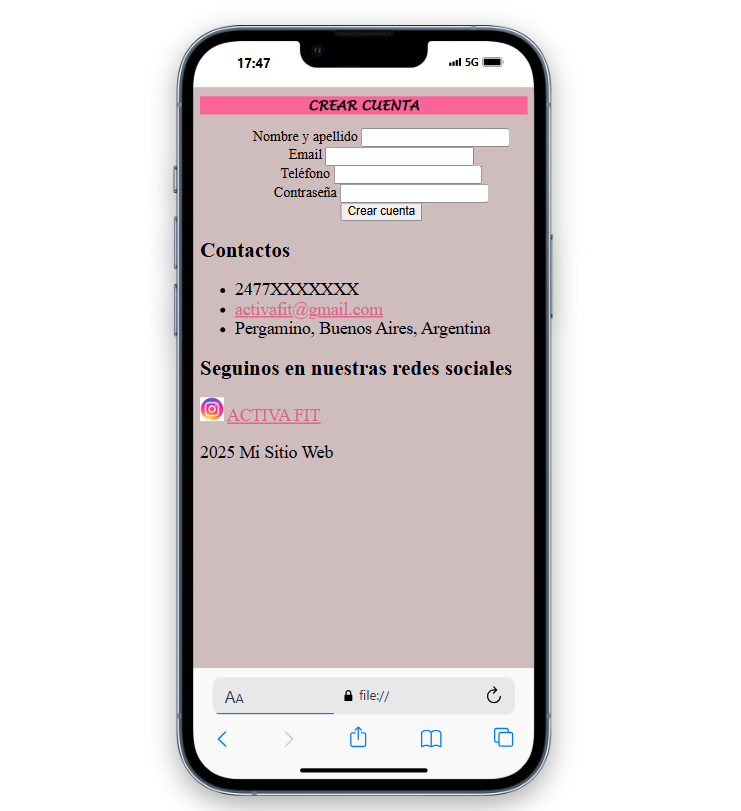 17:47
5G
CREAR CUENTA
Nombre y apellido
Email
Teléfono
Contraseña
Crear cuenta
Contactos
2477XXXXXXX
activafit@gmail.com
Pergamino, Buenos Aires, Argentina
Seguinos en nuestras redes sociales
ACTIVA FIT
2025 Mi Sitio Web
AA
file://